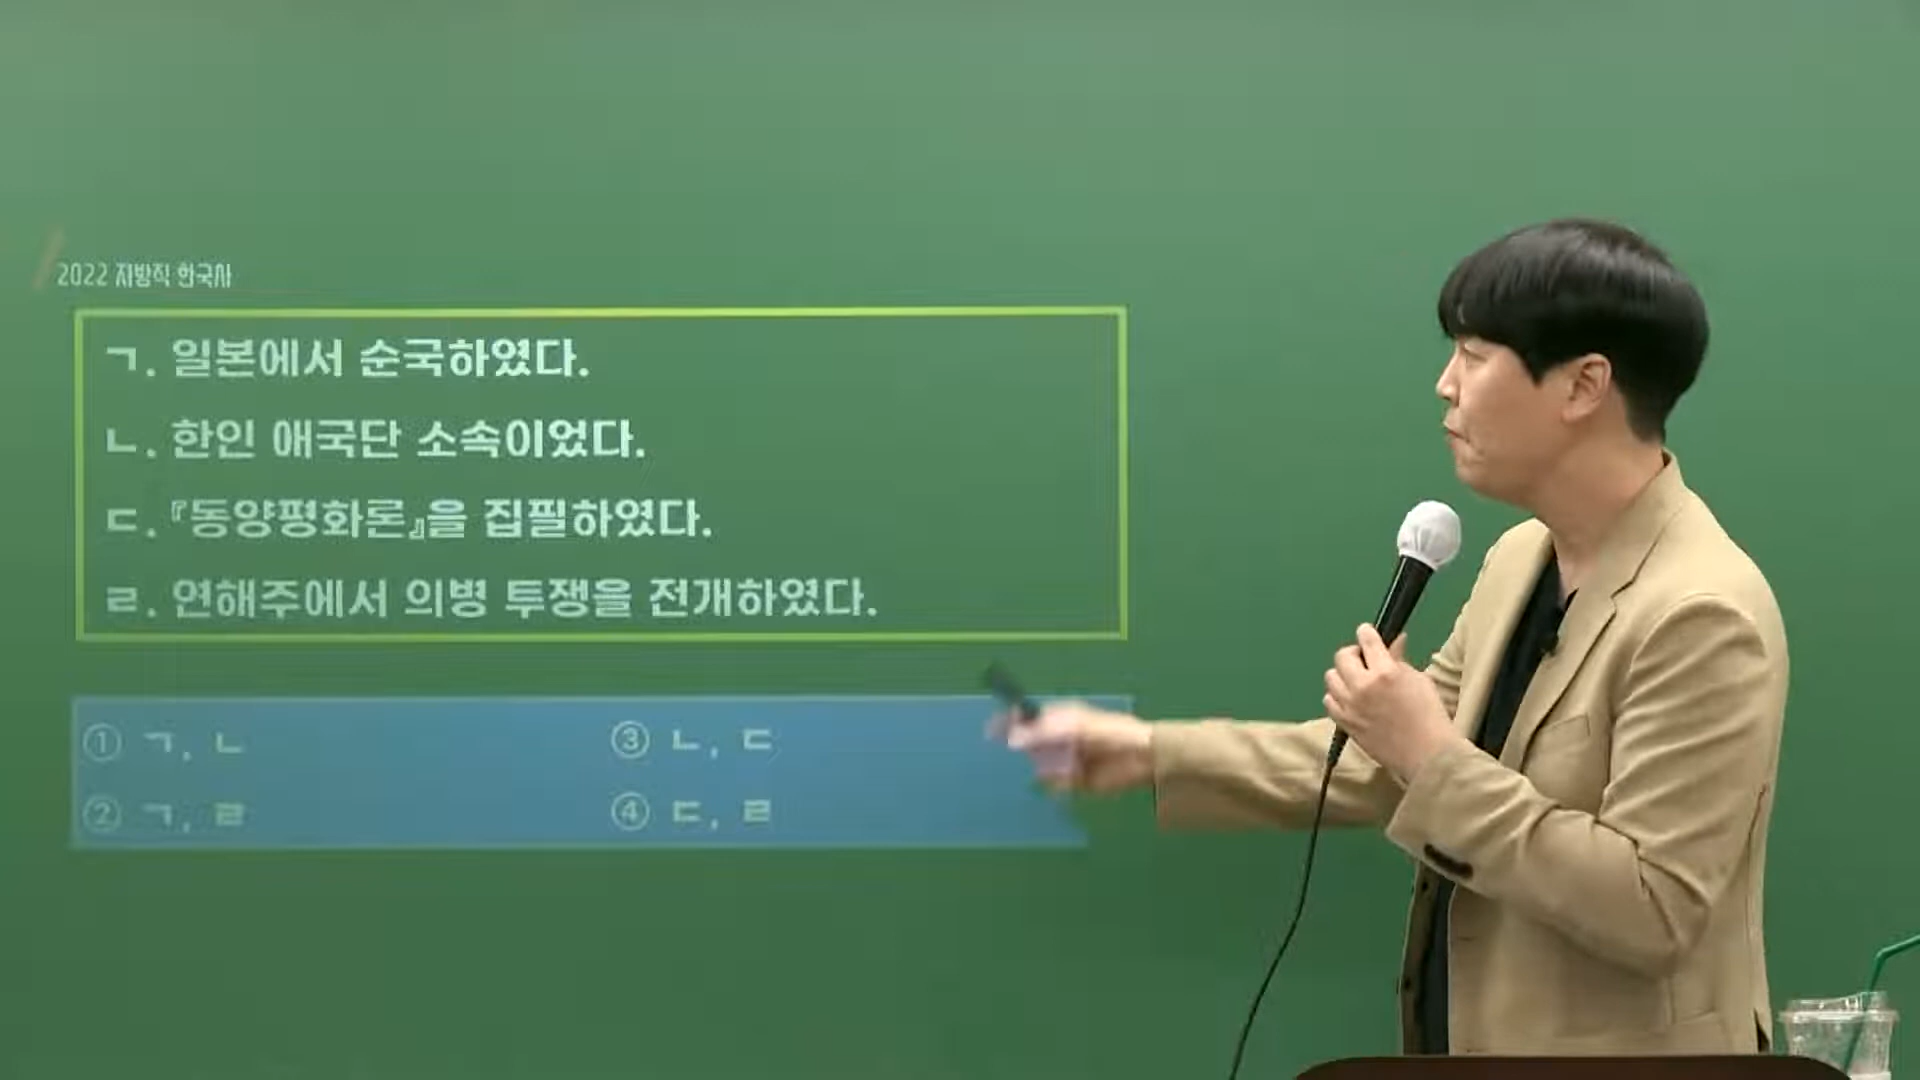 2022 지방직 한국사
ㄱ. 일본에서 순국하였다.
ㄴ. 한인 애국단 소속이었다.
ㄷ. 『동양평화론』을 집필하였다.
ㄹ. 연해주에서 의병 투쟁을 전개하였다.
① ㄱ, ㄴ
② ㄱ, ㄹ
③ ㄴ, ㄷ
④ ㄷ, ㄹ